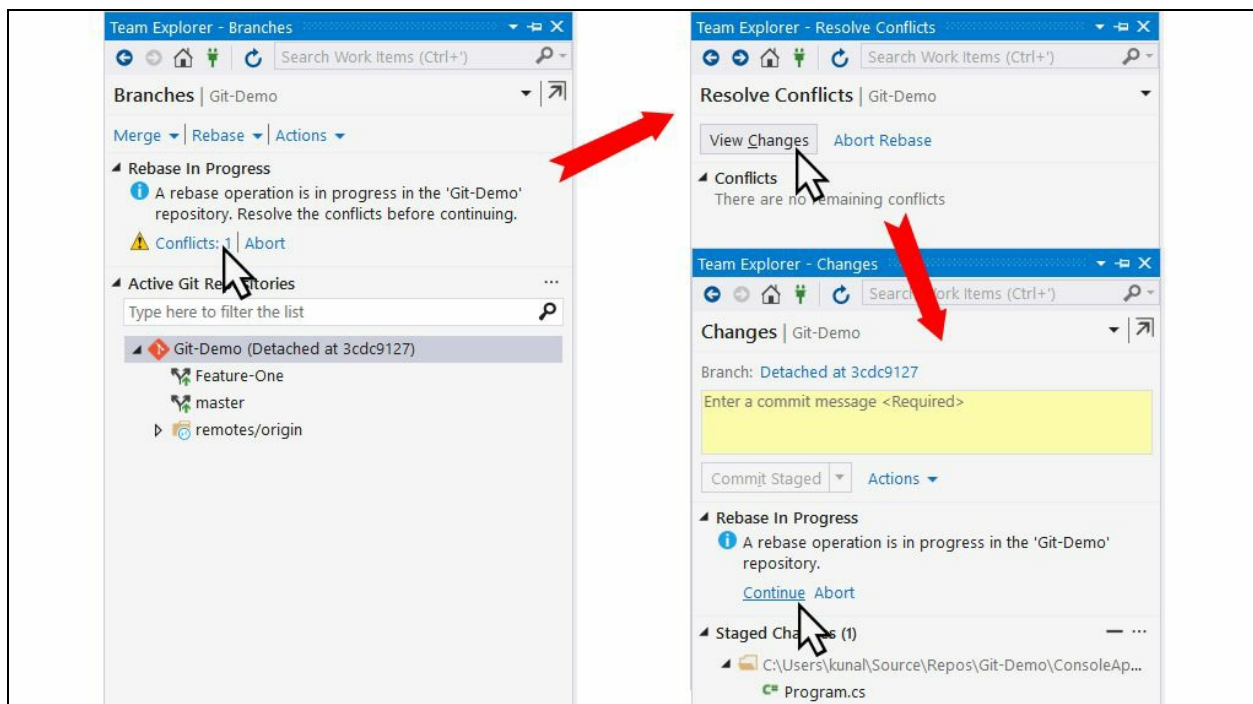 Team Explorer - Branches
Search Work Items (Ctrl+')
Branches | Git-Demo
Merge | Rebase | Actions
Rebase In Progress
A rebase operation is in progress in the 'Git-Demo'
repository. Resolve the conflicts before continuing.
Conflicts: 1 | Abort
Active Git Repositories
Type here to filter the list
Git-Demo (Detached at 3cdc9127)
Feature-One
master
remotes/origin
Team Explorer - Resolve Conflicts
Search Work Items (Ctrl+')
Resolve Conflicts | Git-Demo
View Changes Abort Rebase
Conflicts
There are no remaining conflicts
Team Explorer - Changes
Search Work Items (Ctrl+')
Changes | Git-Demo
Branch: Detached at 3cdc9127
Enter a commit message <Required>
Commit Staged Actions
Rebase In Progress
A rebase operation is in progress in the 'Git-Demo'
repository.
Continue Abort
Staged Changes (1)
C:\Users\kunal\Source\Repos\Git-Demo\ConsoleAp...
C# Program.cs